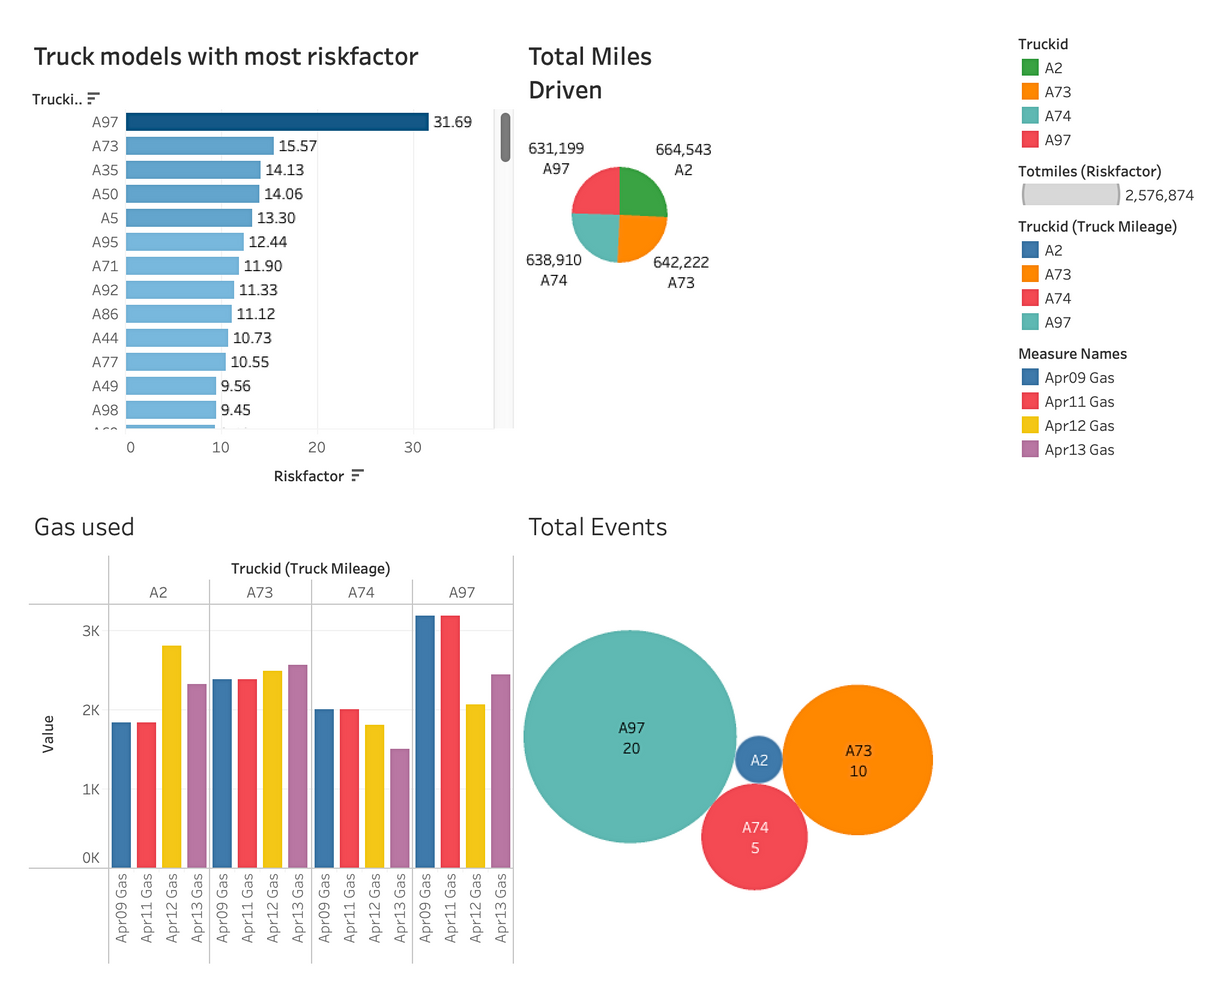 Truck models with most riskfactor
Trucki..
A97 31.69
A73 15.57
A35 14.13
A50 14.06
A5 13.30
A95 12.44
A71 11.90
A92 11.33
A86 11.12
A44 10.73
A77 10.55
A49 9.56
A98 9.45
0 10 20 30
Riskfactor
Total Miles
Driven
631,199
A97
664,543
A2
638,910
A74
642,222
A73
Truckid
A2
A73
A74
A97
Totmiles (Riskfactor)
2,576,874
Truckid (Truck Mileage)
A2
A73
A74
A97
Measure Names
Apr09 Gas
Apr11 Gas
Apr12 Gas
Apr13 Gas
Gas used
Truckid (Truck Mileage)
A2 A73 A74 A97
3K
2K
1K
0K
Value
Apr09 Gas
Apr11 Gas
Apr12 Gas
Apr13 Gas
Apr09 Gas
Apr11 Gas
Apr12 Gas
Apr13 Gas
Apr09 Gas
Apr11 Gas
Apr12 Gas
Apr13 Gas
Apr09 Gas
Apr11 Gas
Apr12 Gas
Apr13 Gas
Total Events
A97
20
A2
A73
10
A74
5